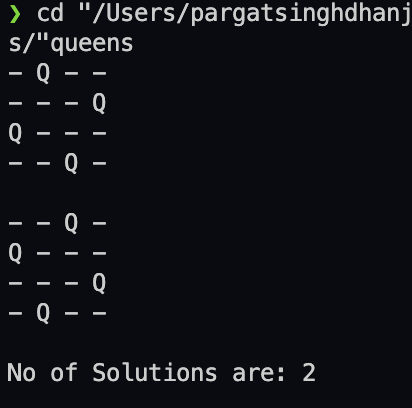 ❯ cd "/Users/pargatsinghdhanj
s/"queens
- Q - -
- - - Q
Q - - -
- - Q -

- - Q -
Q - - -
- - - Q
- Q - -

No of Solutions are: 2